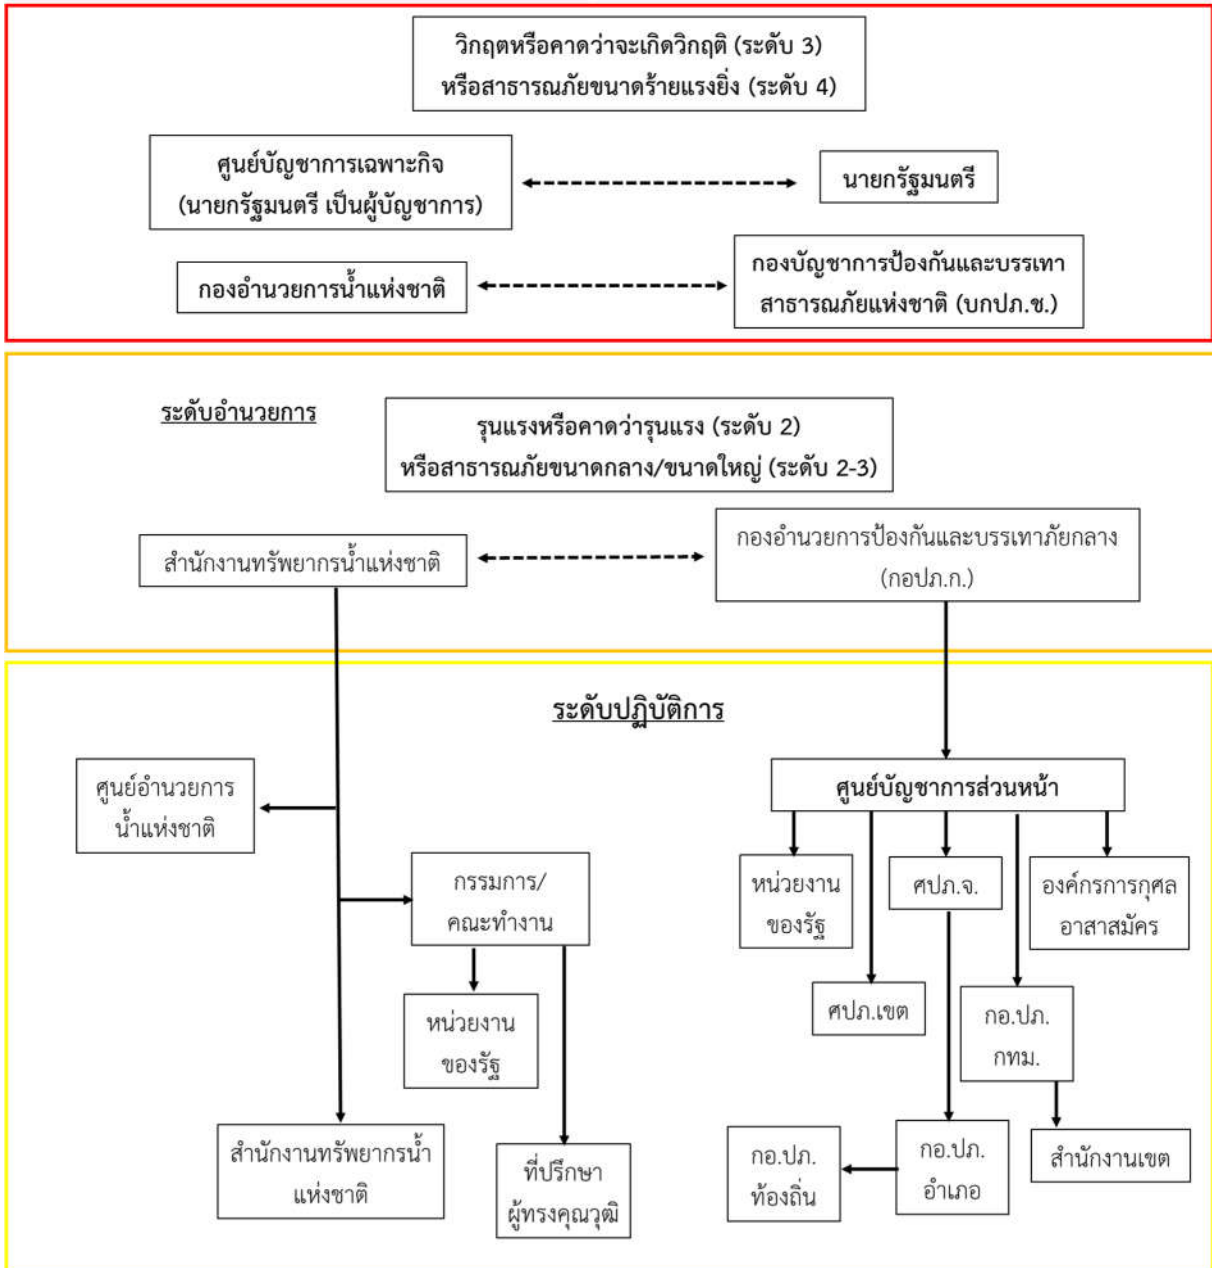 วิกฤตหรือคาดว่าจะเกิดวิกฤติ (ระดับ 3)
หรือสาธารณภัยขนาดร้ายแรงยิ่ง (ระดับ 4)
ศูนย์บัญชาการเฉพาะกิจ
(นายกรัฐมนตรี เป็นผู้บัญชาการ)
นายกรัฐมนตรี
กองอำนวยการน้ำแห่งชาติ
กองบัญชาการป้องกันและบรรเทา
สาธารณภัยแห่งชาติ (บกปภ.ช.)
ระดับอำนวยการ
รุนแรงหรือคาดว่ารุนแรง (ระดับ 2)
หรือสาธารณภัยขนาดกลาง/ขนาดใหญ่ (ระดับ 2-3)
สำนักงานทรัพยากรน้ำแห่งชาติ
กองอำนวยการป้องกันและบรรเทาภัยกลาง
(กอปภ.ก.)
ระดับปฏิบัติการ
ศูนย์อำนวยการ
น้ำแห่งชาติ
ศูนย์บัญชาการส่วนหน้า
กรรมการ/
คณะทำงาน
หน่วยงาน
ของรัฐ
ศปภ.จ.
องค์กรการกุศล
อาสาสมัคร
หน่วยงาน
ของรัฐ
ศปภ.เขต
กอ.ปภ.
กทม.
สำนักงานทรัพยากรน้ำ
แห่งชาติ
ที่ปรึกษา
ผู้ทรงคุณวุฒิ
กอ.ปภ.
ท้องถิ่น
กอ.ปภ.
อำเภอ
สำนักงานเขต